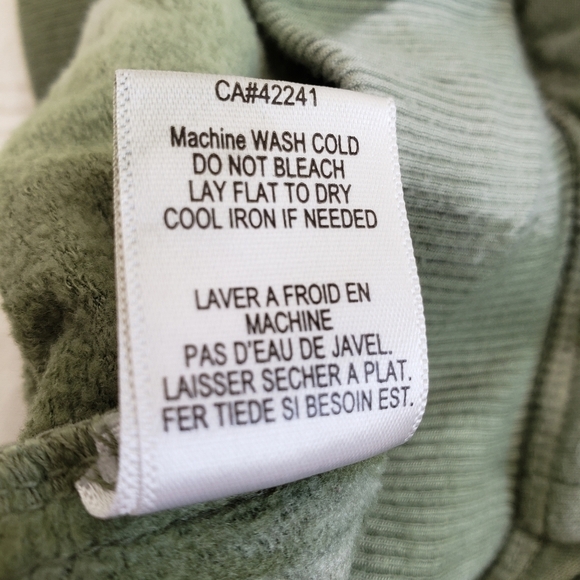 CA#42241
Machine WASH COLD
DO NOT BLEACH
LAY FLAT TO DRY
COOL IRON IF NEEDED
LAVER A FROID EN
MACHINE
PAS D'EAU DE JAVEL.
LAISSER SECHER A PLAT.
FER TIEDE SI BESOIN EST.